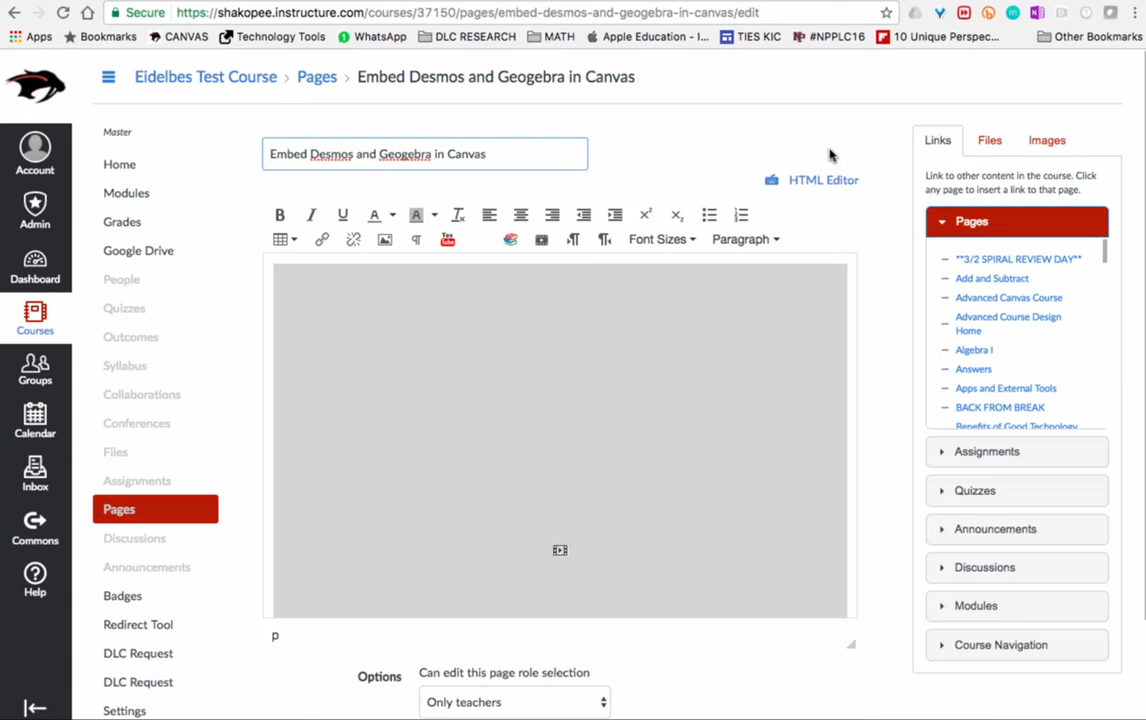 Secure https://shakopee.instructure.com/courses/37150/pages/embed-desmos-and-geogebra-in-canvas/edit
Apps Bookmarks CANVAS Technology Tools WhatsApp DLC RESEARCH MATH Apple Education - I... TIES KIC #NPPLC16 10 Unique Perspec... Other Bookmarks
Eidelbes Test Course › Pages › Embed Desmos and Geogebra in Canvas
Account
Admin
Dashboard
Courses
Groups
Calendar
Inbox
Commons
Help
Master
Home
Modules
Grades
Google Drive
People
Quizzes
Outcomes
Syllabus
Collaborations
Conferences
Files
Assignments
Pages
Discussions
Announcements
Badges
Redirect Tool
DLC Request
DLC Request
Settings
Embed Desmos and Geogebra in Canvas
HTML Editor
B I U A A
Font Sizes Paragraph
You Tube
p
Options
Can edit this page role selection
Only teachers
Links Files Images
Link to other content in the course. Click
any page to insert a link to that page.
Pages
**3/2 SPIRAL REVIEW DAY**
Add and Subtract
Advanced Canvas Course
Advanced Course Design
Home
Algebra I
Answers
Apps and External Tools
BACK FROM BREAK
Benefits of Good Technology
Assignments
Quizzes
Announcements
Discussions
Modules
Course Navigation